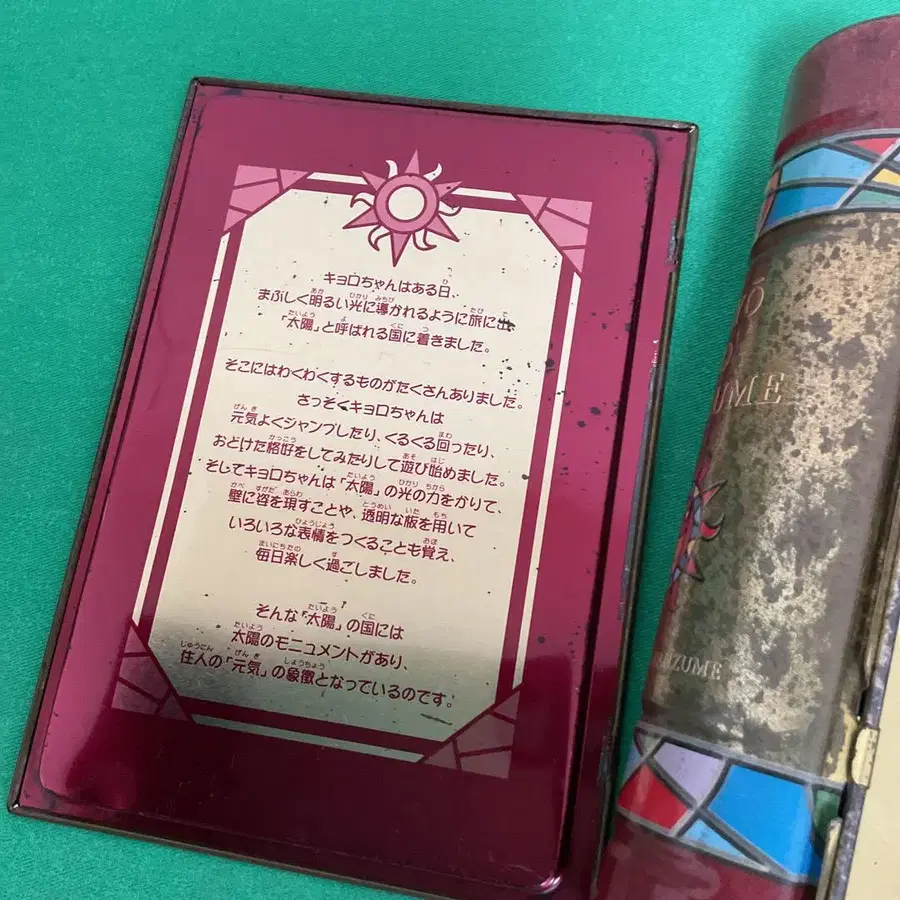 キョロちゃんはある日、
まぶしく明るい光に導かれるように旅に出
「太陽」と呼ばれる国に着きました。
そこにはわくわくするものがたくさんありました。
さっそくキョロちゃんは
元気よくジャンプしたり、くるくる回ったり、
おどけた格好をしてみたりして遊び始めました。
そしてキョロちゃんは「太陽」の光の力をかりて、
壁に姿を現すことや、透明な板を用いて
いろいろな表情をつくることも覚え、
毎日楽しく過ごしました。
そんな「太陽」の国には
太陽のモニュメントがあり、
住人の「元気」の象徴となっているのです。
UME
ZUME